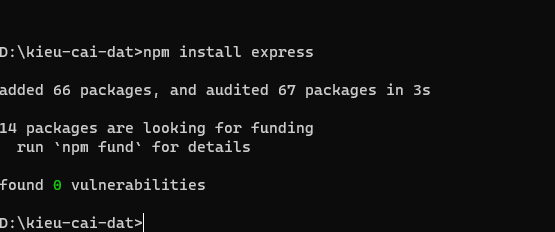 D:\kieu-cai-dat>npm install express
added 66 packages, and audited 67 packages in 3s
14 packages are looking for funding
run `npm fund` for details
found 0 vulnerabilities
D:\kieu-cai-dat>